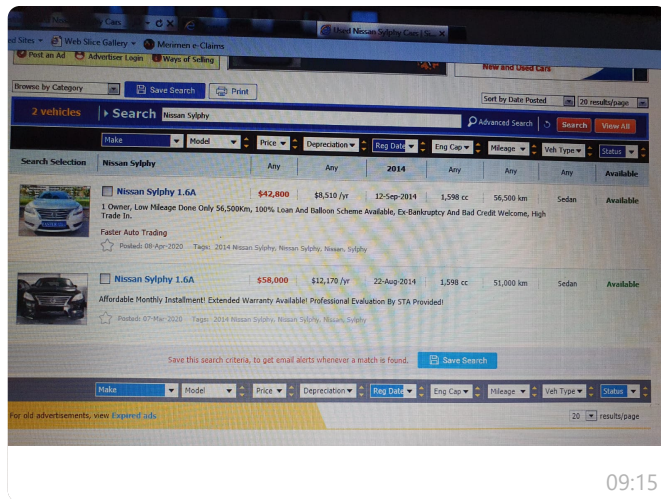 Cars
Used Nissan Sylphy Cars | Si...
ed Sites Web Slice Gallery Merimen e-Claims
Post an Ad Advertiser Login Ways of Selling
New and Used Cars
Browse by Category Save Search Print
Sort by Date Posted 20 results/page
2 vehicles Search Nissan Sylphy Advanced Search Search View All
Make Model Price Depreciation Reg Date Eng Cap Mileage Veh Type Status
Search Selection Nissan Sylphy Any Any 2014 Any Any Any Available
Nissan Sylphy 1.6A $42,800 $8,510 /yr 12-Sep-2014 1,598 cc 56,500 km Sedan Available
1 Owner, Low Mileage Done Only 56,500Km, 100% Loan And Balloon Scheme Available, Ex-Bankruptcy And Bad Credit Welcome, High
Trade In.
Faster Auto Trading
Posted: 08-Apr-2020 Tags: 2014 Nissan Sylphy, Nissan Sylphy, Nissan, Sylphy
Nissan Sylphy 1.6A $58,000 $12,170 /yr 22-Aug-2014 1,598 cc 51,000 km Sedan Available
Affordable Monthly Installment! Extended Warranty Available! Professional Evaluation By STA Provided!
Posted: 07-Mar-2020 Tags: 2014 Nissan Sylphy, Nissan Sylphy, Nissan, Sylphy
Save this search criteria, to get email alerts whenever a match is found. Save Search
Make Model Price Depreciation Reg Date Eng Cap Mileage Veh Type Status
For old advertisements, view Expired ads 20 results/page
09:15